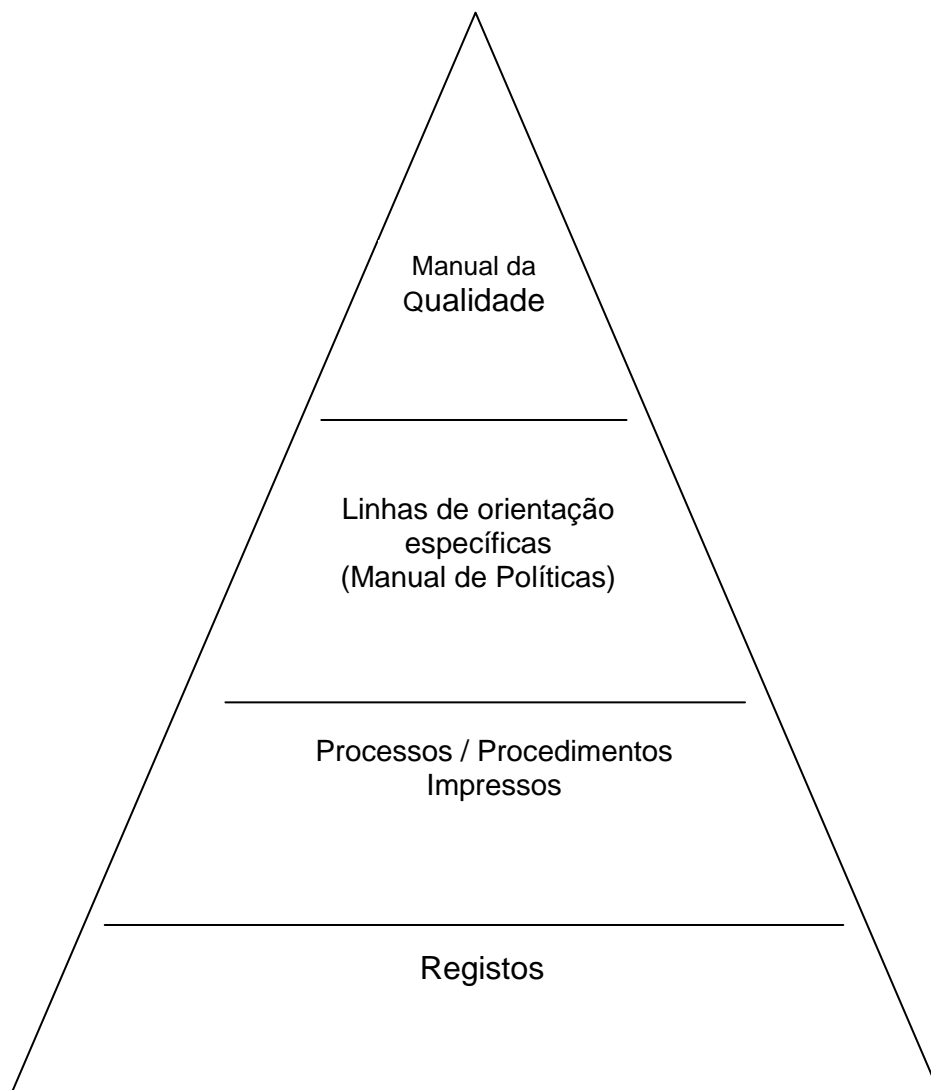 Manual da
Qualidade
Linhas de orientação
específicas
(Manual de Políticas)
Processos / Procedimentos
Impressos
Registos